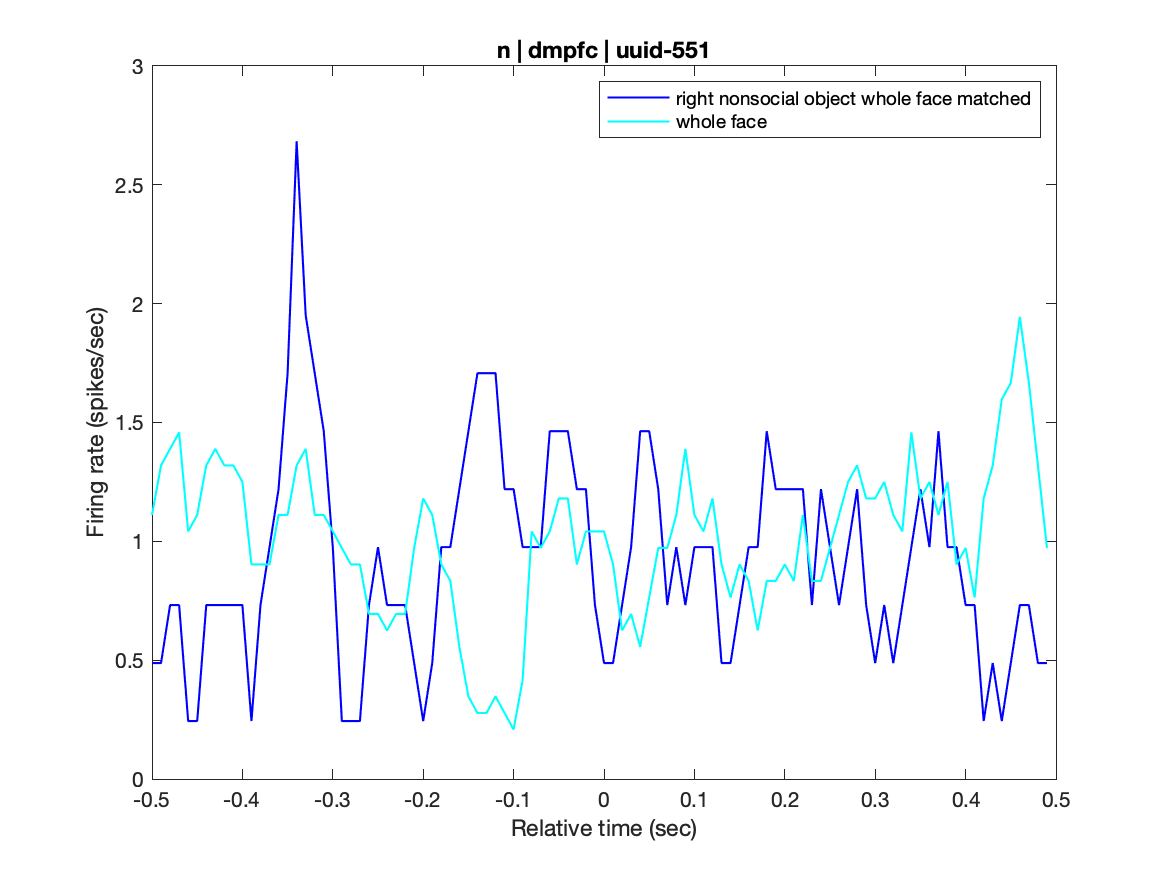 n | dmpfc | uuid-551
right nonsocial object whole face matched
whole face
3
2.5
2
1.5
1
0.5
0
Firing rate (spikes/sec)
-0.5 -0.4 -0.3 -0.2 -0.1 0 0.1 0.2 0.3 0.4 0.5
Relative time (sec)